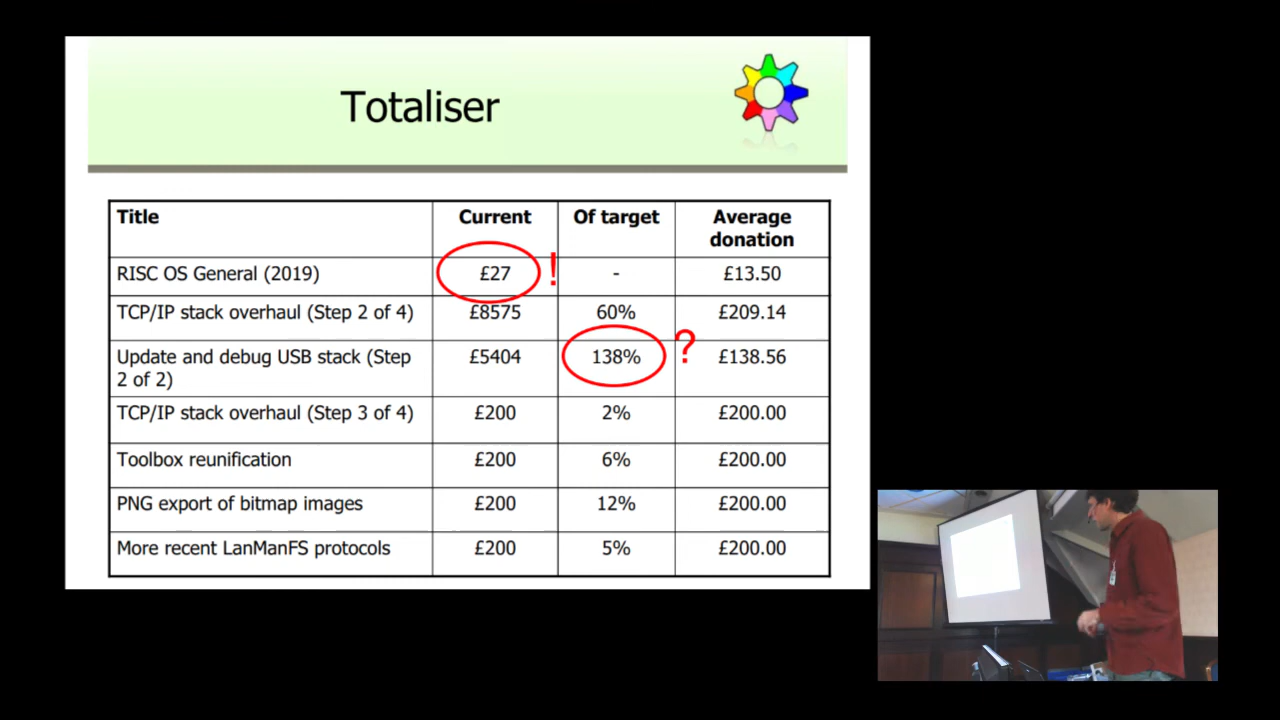 Totaliser
Title Current Of target Average
donation
RISC OS General (2019) £27 ! - £13.50
TCP/IP stack overhaul (Step 2 of 4) £8575 60% £209.14
Update and debug USB stack (Step £5404 138% ? £138.56
2 of 2)
TCP/IP stack overhaul (Step 3 of 4) £200 2% £200.00
Toolbox reunification £200 6% £200.00
PNG export of bitmap images £200 12% £200.00
More recent LanManFS protocols £200 5% £200.00